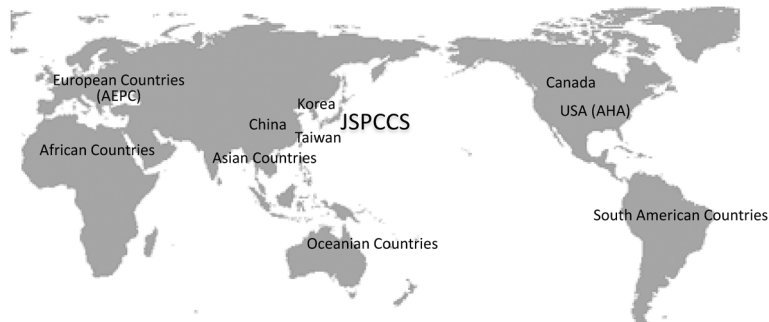 European Countries
(AEPC)
Canada
Korea
USA (AHA)
China
JSPCCS
Taiwan
African Countries
Asian Countries
South American Countries
Oceanian Countries